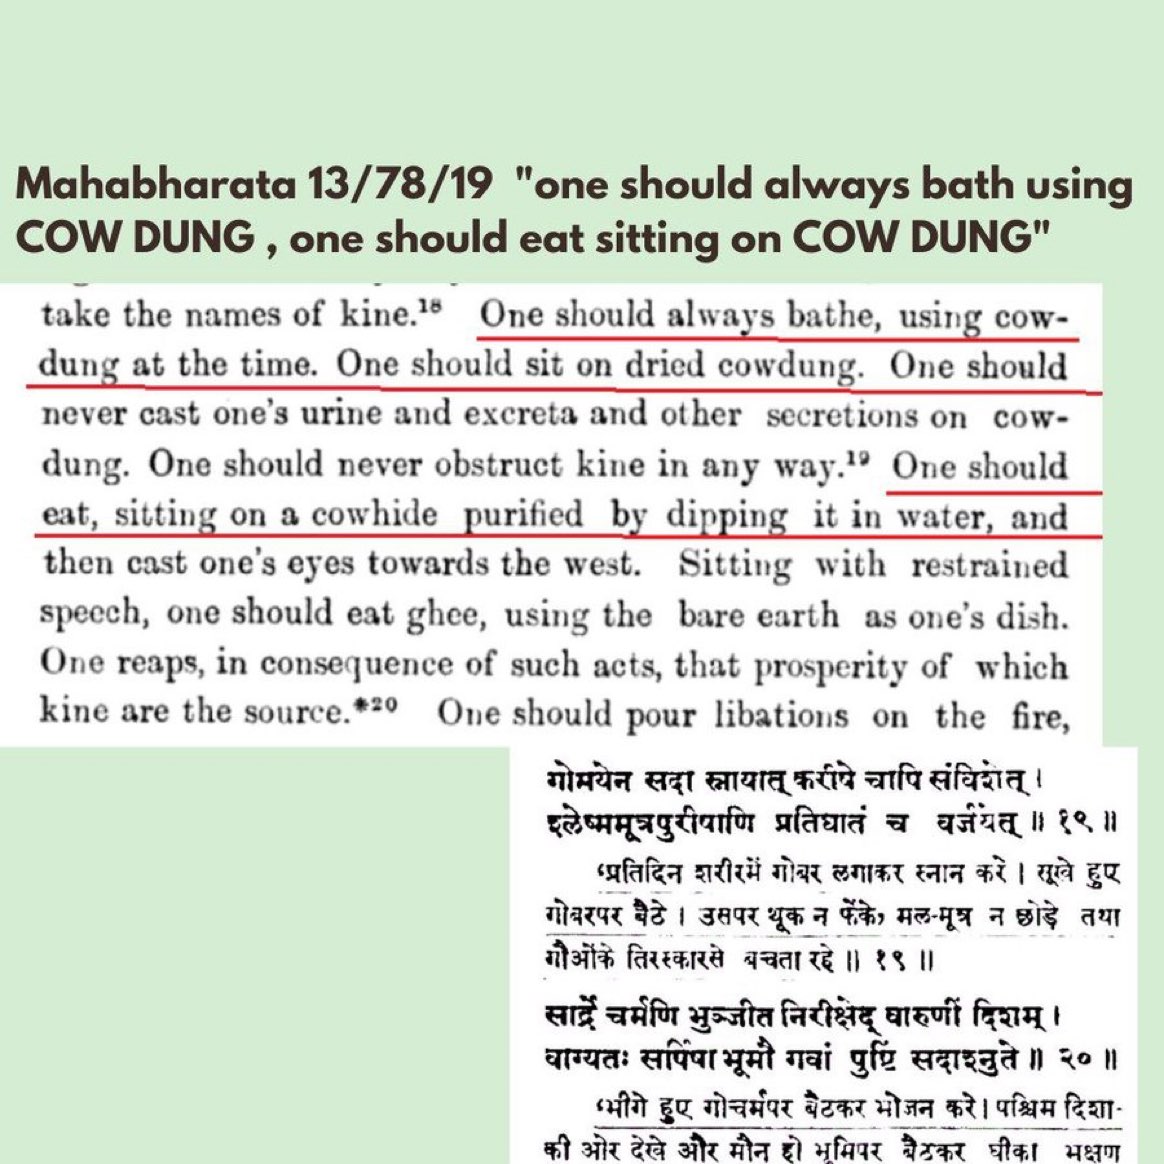 Mahabharata 13/78/19 "one should always bath using
COW DUNG , one should eat sitting on COW DUNG"
take the names of kine.¹⁸ One should always bathe, using cow-
dung at the time. One should sit on dried cowdung. One should
never cast one's urine and excreta and other secretions on cow-
dung. One should never obstruct kine in any way.¹⁹ One should
eat, sitting on a cowhide purified by dipping it in water, and
then cast one's eyes towards the west. Sitting with restrained
speech, one should eat ghee, using the bare earth as one's dish.
One reaps, in consequence of such acts, that prosperity of which
kine are the source.*²⁰ One should pour libations on the fire,
गोमयेन सदा स्नायात् करीषे चापि संविशेत् ।
श्लेष्ममूत्रपुरीषाणि प्रतिघातं च वर्जयेत् ॥ १९ ॥
‘प्रतिदिन शरीरमें गोबर लगाकर स्नान करे । सूखे हुए
गोबरपर बैठे । उसपर थूक न फेंके, मल-मूत्र न छोड़े तथा
गौओंके तिरस्कारसे बचता रहे ॥ १९ ॥
सार्द्रे चर्मणि भुञ्जीत निरीक्षेद् वारुणीं दिशम् ।
वाग्यतः सर्पिषा भूमौ गवां पुष्टिं सदाश्नुते ॥ २० ॥
‘भीगे हुए गोचर्मपर बैठकर भोजन करे । पश्चिम दिशा-
की ओर देखे और मौन हो भूमिपर बैठकर घीका भक्षण